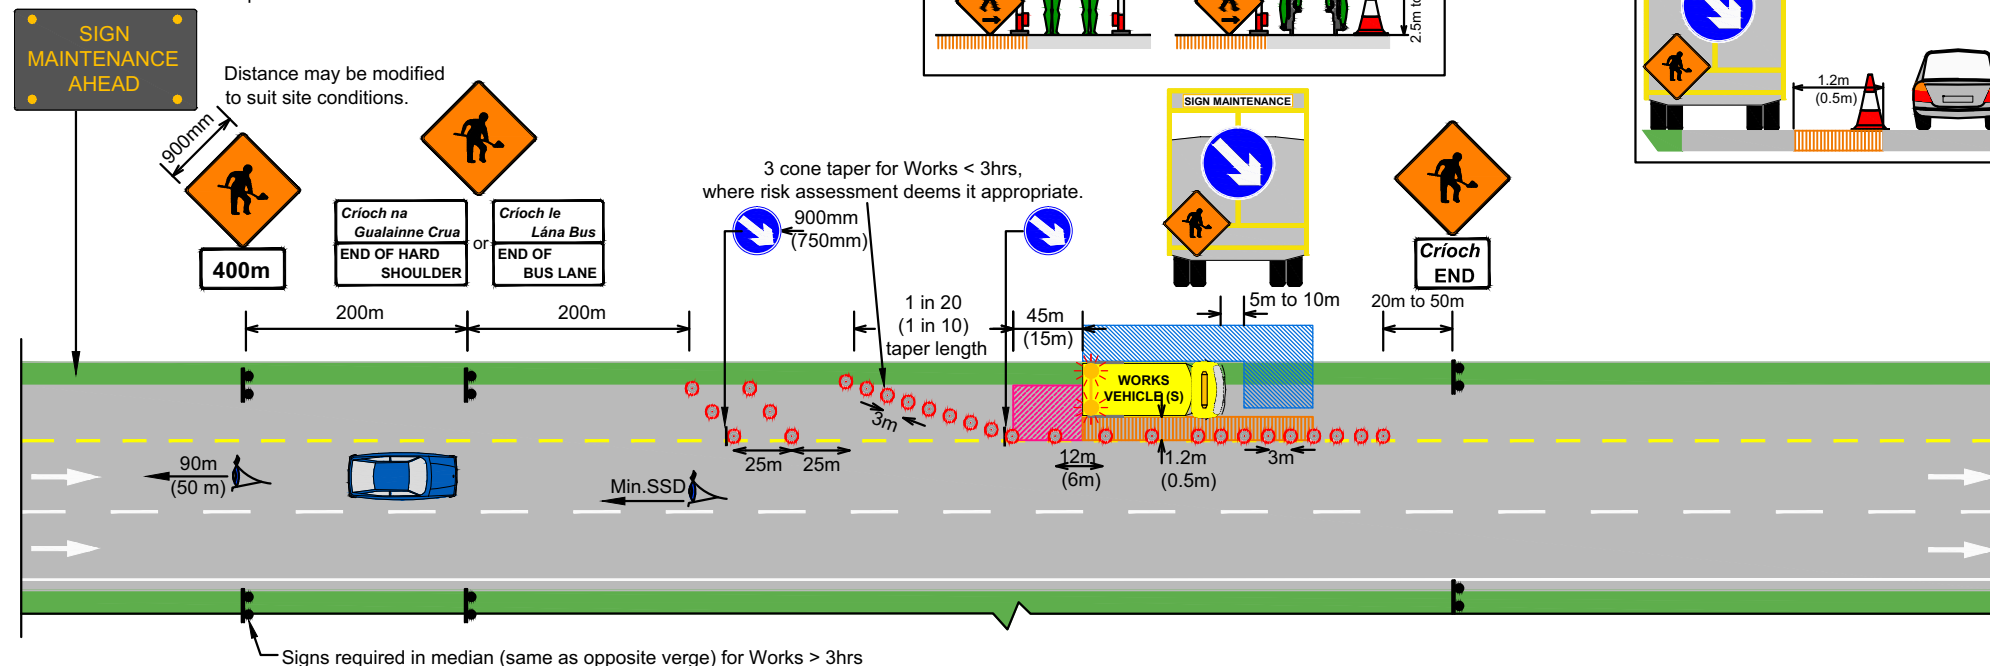 SIGN
MAINTENANCE
AHEAD
Distance may be modified
to suit site conditions.
900mm
400m
Críoch na
Gualainne Crua
END OF HARD
SHOULDER
or
Críoch le
Lána Bus
END OF
BUS LANE
200m
200m
3 cone taper for Works < 3hrs,
where risk assessment deems it appropriate.
900mm
(750mm)
1 in 20
(1 in 10)
taper length
45m
(15m)
SIGN MAINTENANCE
5m to 10m
Críoch
END
20m to 50m
2.5m to
1.2m
(0.5m)
WORKS
VEHICLE (S)
3m
25m
25m
12m
(6m)
1.2m
(0.5m)
3m
90m
(50 m)
Min.SSD
Signs required in median (same as opposite verge) for Works > 3hrs